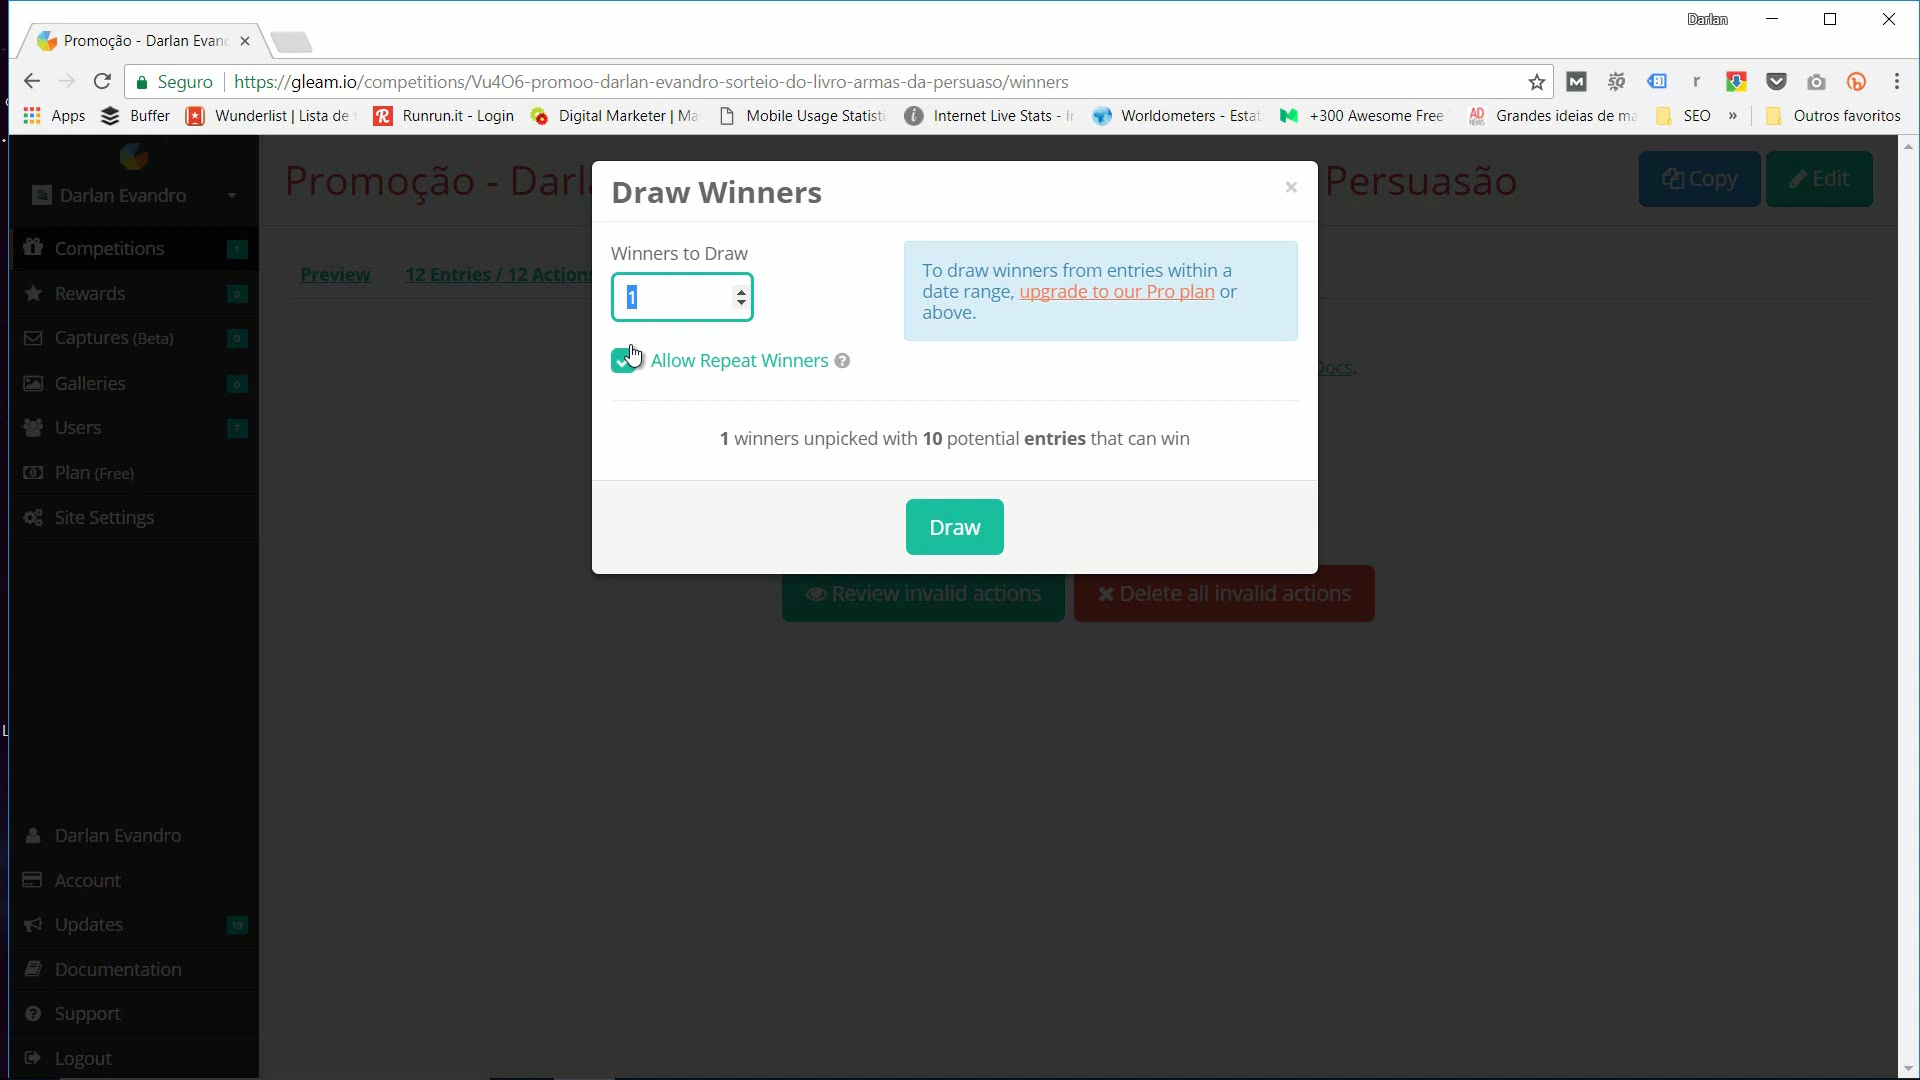 Darlan
Promoção - Darlan Evan
Seguro
https://gleam.io/competitions/Vu4O6-promoo-darlan-evandro-sorteio-do-livro-armas-da-persuaso/winners
Apps
Buffer
Wunderlist | Lista de
Runrun.it - Login
Digital Marketer | Ma
Mobile Usage Statisti
Internet Live Stats - I
Worldometers - Estat
+300 Awesome Free
AD
NEWS
Grandes ideias de ma
SEO
»
Outros favoritos
Darlan Evandro
Promoção - Darl
Persuasão
Copy
Edit
Competitions 1
Rewards 0
Captures (Beta) 0
Galleries 0
Users 7
Plan (Free)
Site Settings
Darlan Evandro
Account
Updates 19
Documentation
Support
Logout
Preview
12 Entries / 12 Actions
Docs.
Draw Winners
×
Winners to Draw
1
Allow Repeat Winners
To draw winners from entries within a
date range, upgrade to our Pro plan or
above.
1 winners unpicked with 10 potential entries that can win
Draw
Review invalid actions
Delete all invalid actions